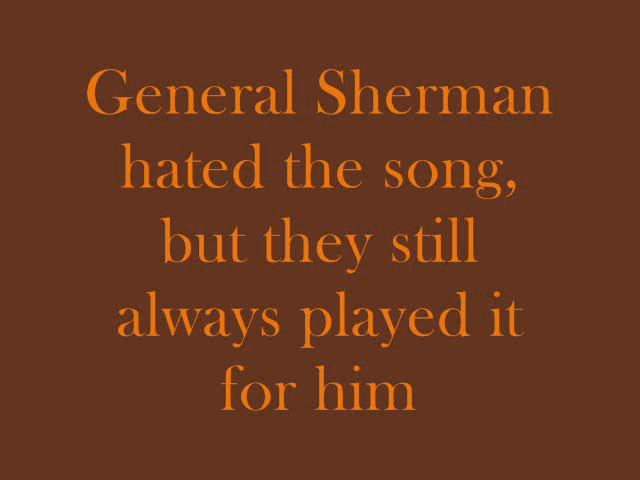 General Sherman
hated the song,
but they still
always played it
for him